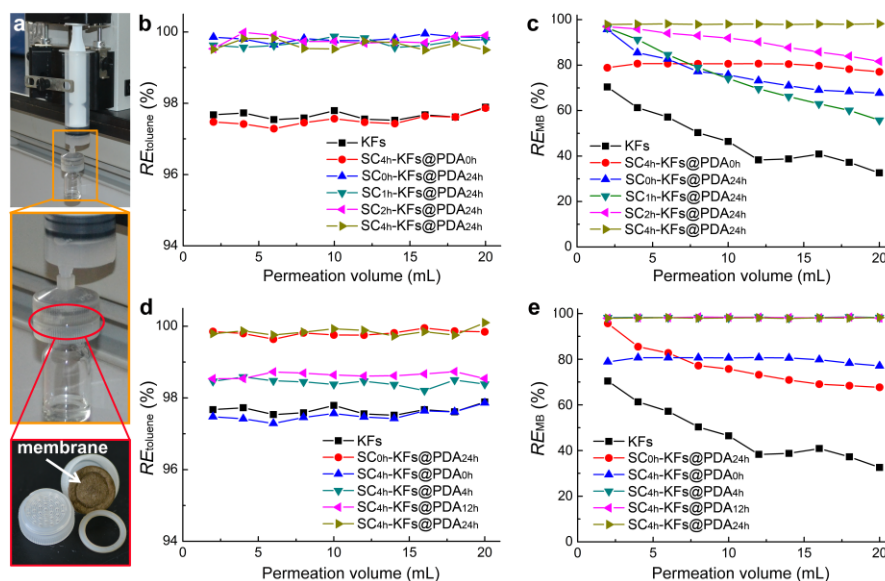 a
membrane
b
REtoluene (%)
100
98
96
94
KFs
SC4h-KFs@PDA0h
SC0h-KFs@PDA24h
SC1h-KFs@PDA24h
SC2h-KFs@PDA24h
SC4h-KFs@PDA24h
0 5 10 15 20
Permeation volume (mL)
c
REMB (%)
100
80
60
40
20
0
KFs
SC4h-KFs@PDA0h
SC0h-KFs@PDA24h
SC1h-KFs@PDA24h
SC2h-KFs@PDA24h
SC4h-KFs@PDA24h
0 5 10 15 20
Permeation volume (mL)
d
REtoluene (%)
100
98
96
94
KFs
SC0h-KFs@PDA24h
SC4h-KFs@PDA0h
SC4h-KFs@PDA4h
SC4h-KFs@PDA12h
SC4h-KFs@PDA24h
0 5 10 15 20
Permeation volume (mL)
e
REMB (%)
100
80
60
40
20
0
KFs
SC0h-KFs@PDA24h
SC4h-KFs@PDA0h
SC4h-KFs@PDA4h
SC4h-KFs@PDA12h
SC4h-KFs@PDA24h
0 5 10 15 20
Permeation volume (mL)